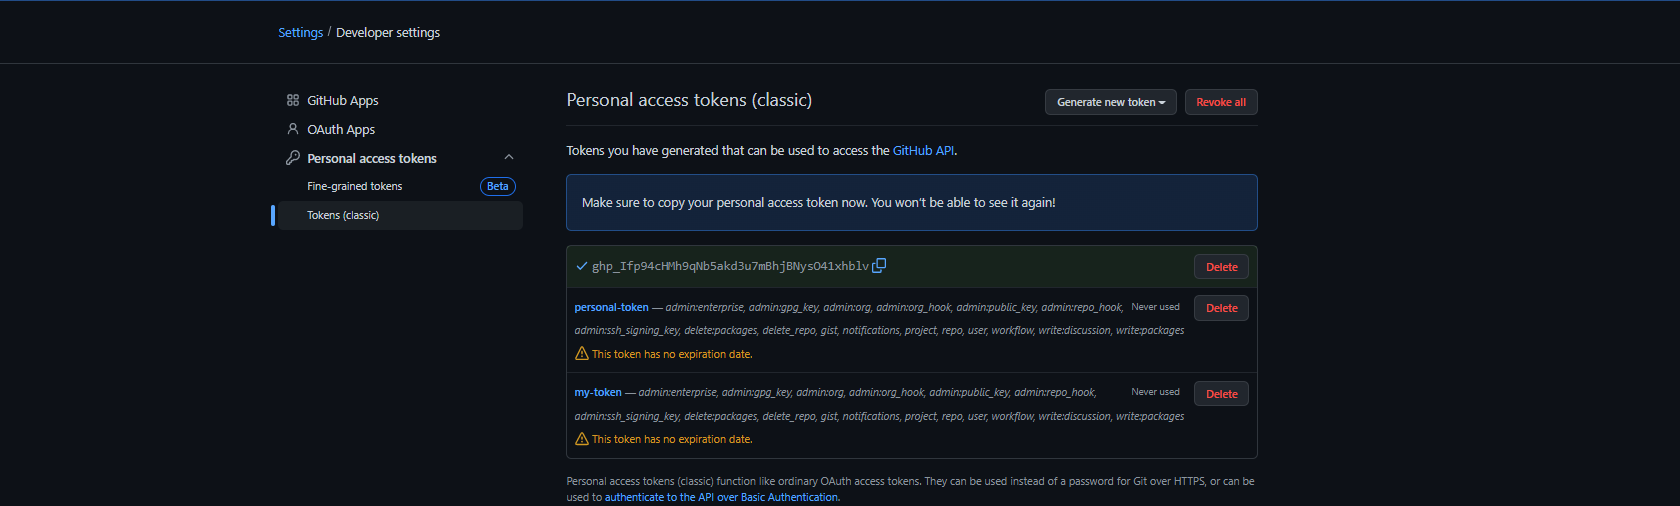 Settings / Developer settings
GitHub Apps
OAuth Apps
Personal access tokens
Fine-grained tokens Beta
Tokens (classic)
Personal access tokens (classic)
Generate new token
Revoke all
Tokens you have generated that can be used to access the GitHub API.
Make sure to copy your personal access token now. You won't be able to see it again!
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
Delete
personal-token — admin:enterprise, admin:gpg_key, admin:org, admin:org_hook, admin:public_key, admin:repo_hook,
admin:ssh_signing_key, delete:packages, delete_repo, gist, notifications, project, repo, user, workflow, write:discussion, write:packages
Never used
Delete
This token has no expiration date.
my-token — admin:enterprise, admin:gpg_key, admin:org, admin:org_hook, admin:public_key, admin:repo_hook,
admin:ssh_signing_key, delete:packages, delete_repo, gist, notifications, project, repo, user, workflow, write:discussion, write:packages
Never used
Delete
This token has no expiration date.
Personal access tokens (classic) function like ordinary OAuth access tokens. They can be used instead of a password for Git over HTTPS, or can be
used to authenticate to the API over Basic Authentication.